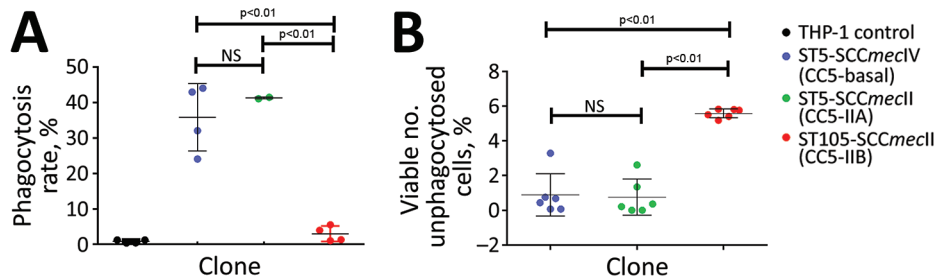 A
p<0.01
p<0.01
NS
50
40
30
20
10
0
Phagocytosis
rate, %
Clone
B
p<0.01
p<0.01
NS
8
6
4
2
0
−2
Viable no.
unphagocytosed
cells, %
Clone
THP-1 control
ST5-SCCmecIV
(CC5-basal)
ST5-SCCmecII
(CC5-IIA)
ST105-SCCmecII
(CC5-IIB)